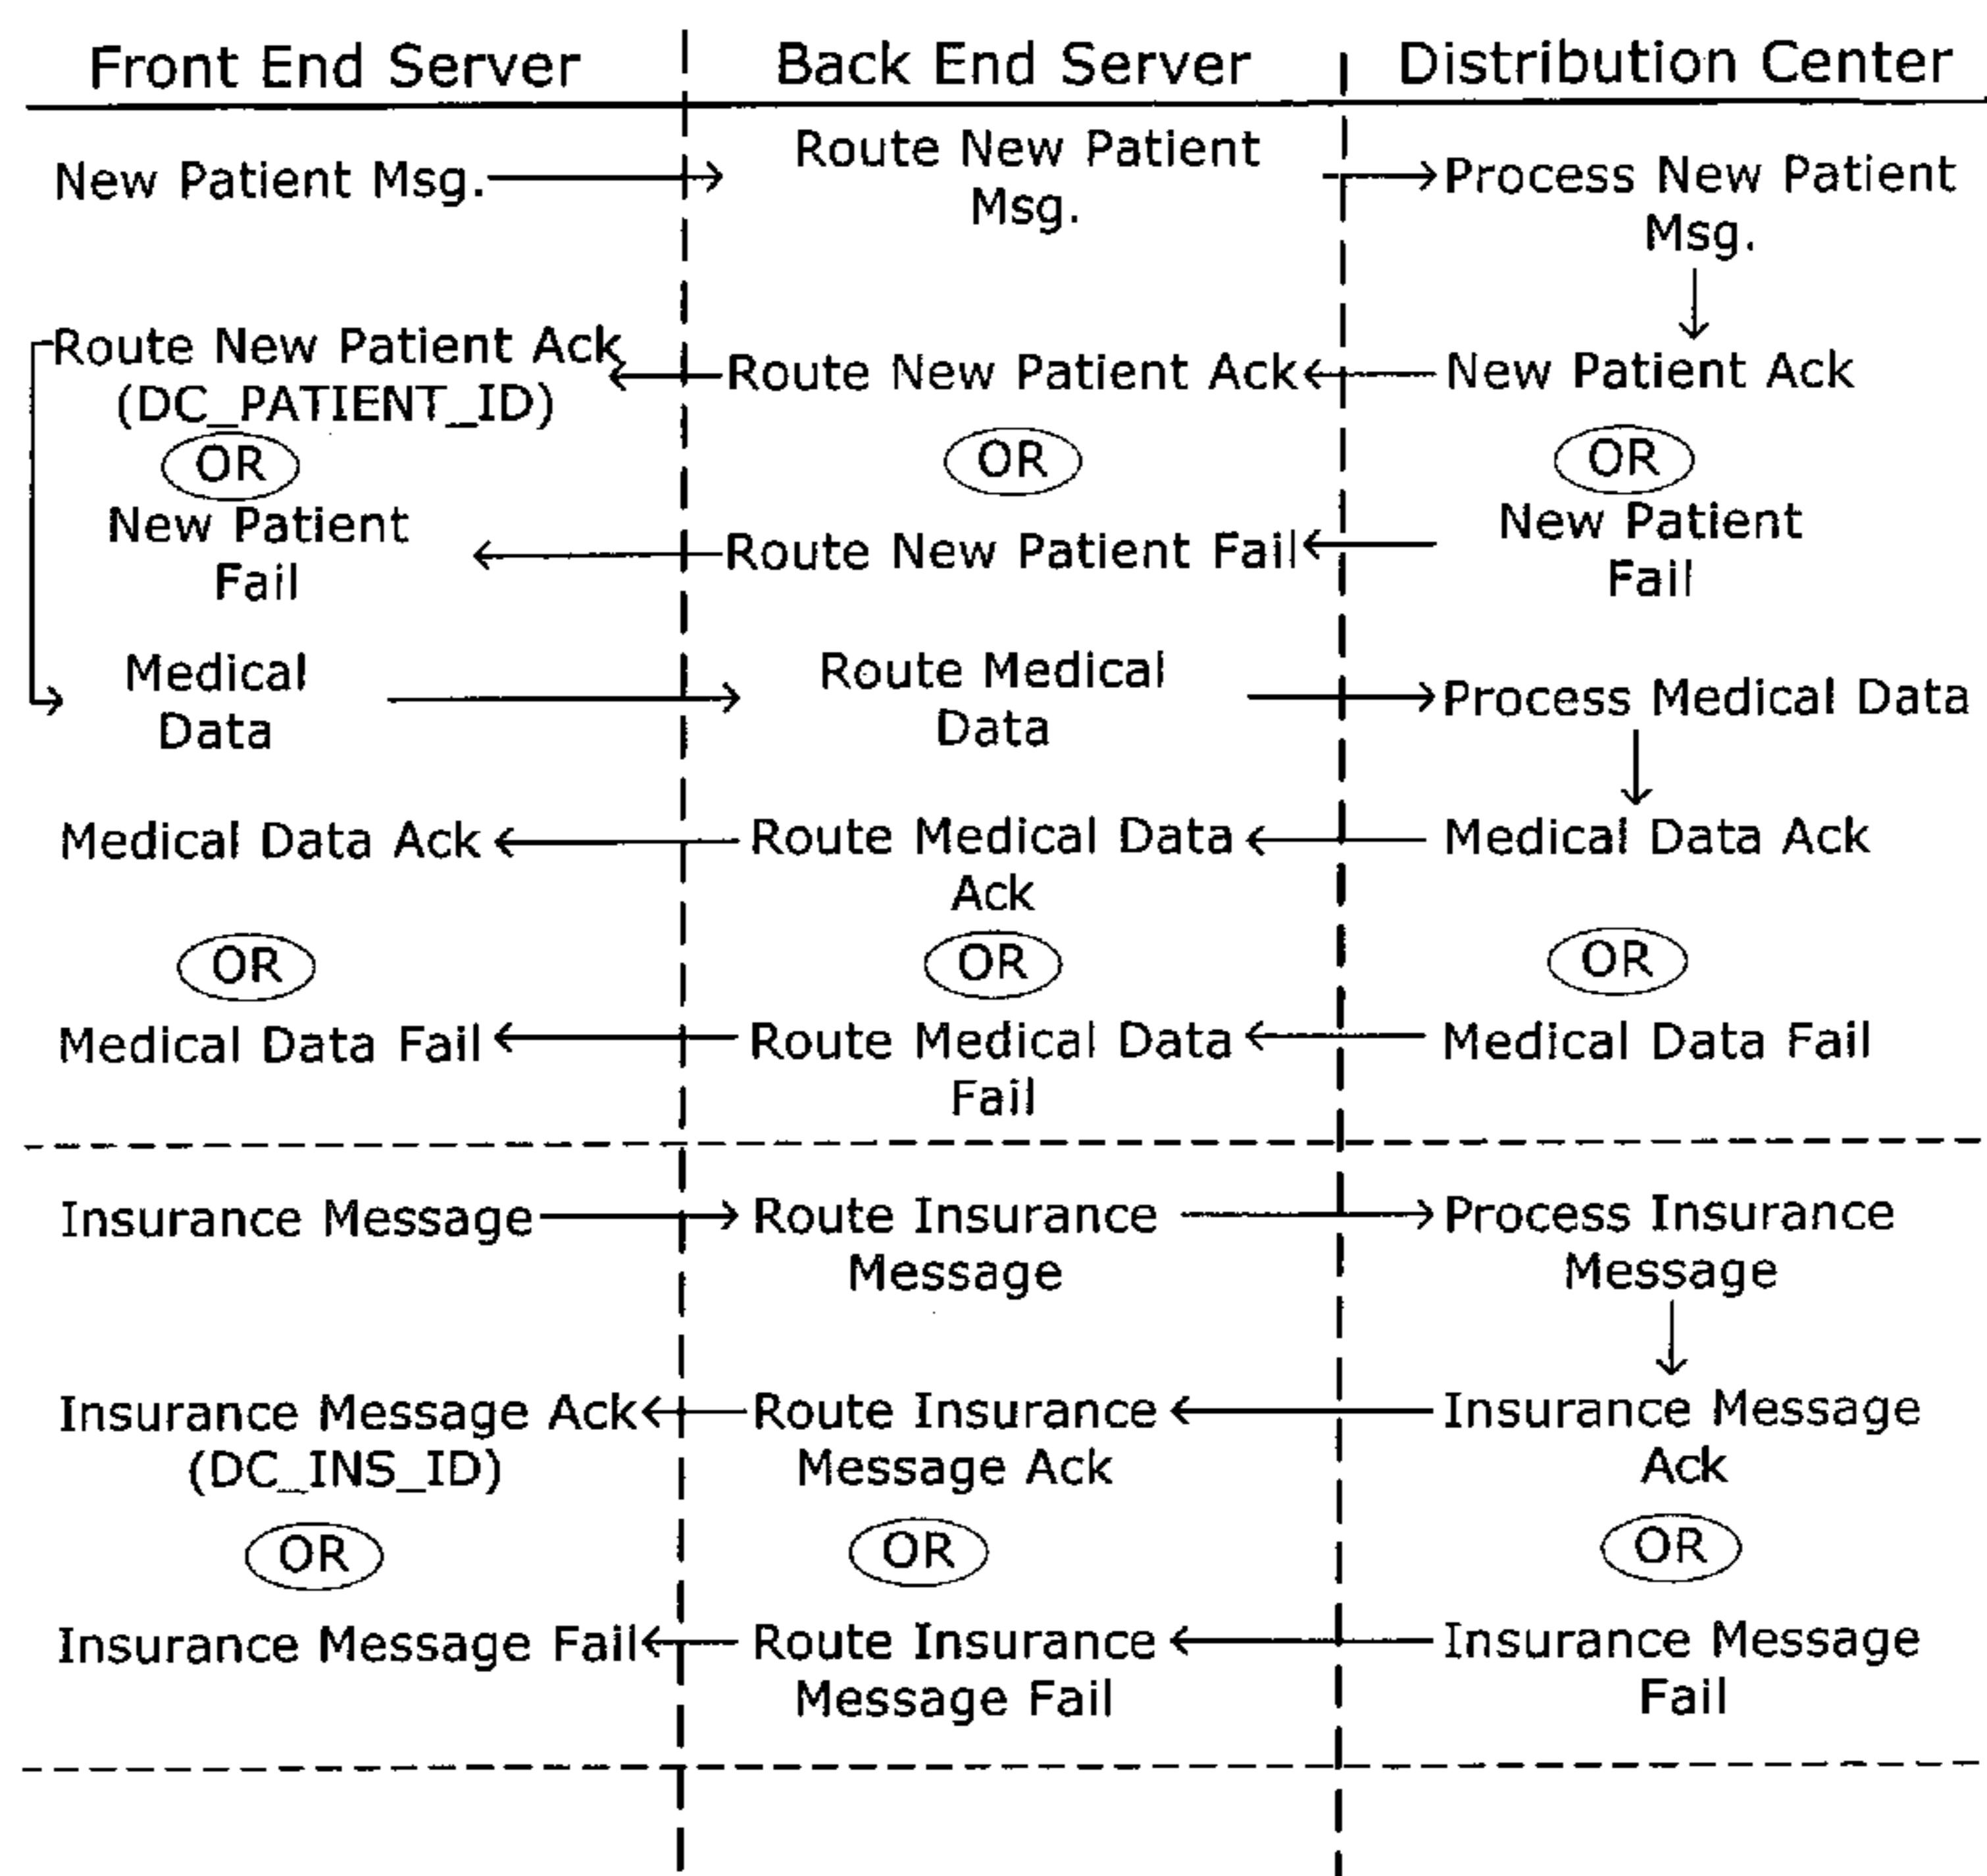 Front End Server
Back End Server
Distribution Center
New Patient Msg.
Route New Patient
Msg.
Process New Patient
Msg.
Route New Patient Ack
(DC_PATIENT_ID)
Route New Patient Ack
New Patient Ack
OR
OR
OR
New Patient
Fail
Route New Patient Fail
New Patient
Fail
Medical
Data
Route Medical
Data
Process Medical Data
Medical Data Ack
Route Medical Data
Ack
Medical Data Ack
OR
OR
OR
Medical Data Fail
Route Medical Data
Fail
Medical Data Fail
Insurance Message
Route Insurance
Message
Process Insurance
Message
Insurance Message Ack
(DC_INS_ID)
Route Insurance
Message Ack
Insurance Message
Ack
OR
OR
OR
Insurance Message Fail
Route Insurance
Message Fail
Insurance Message
Fail